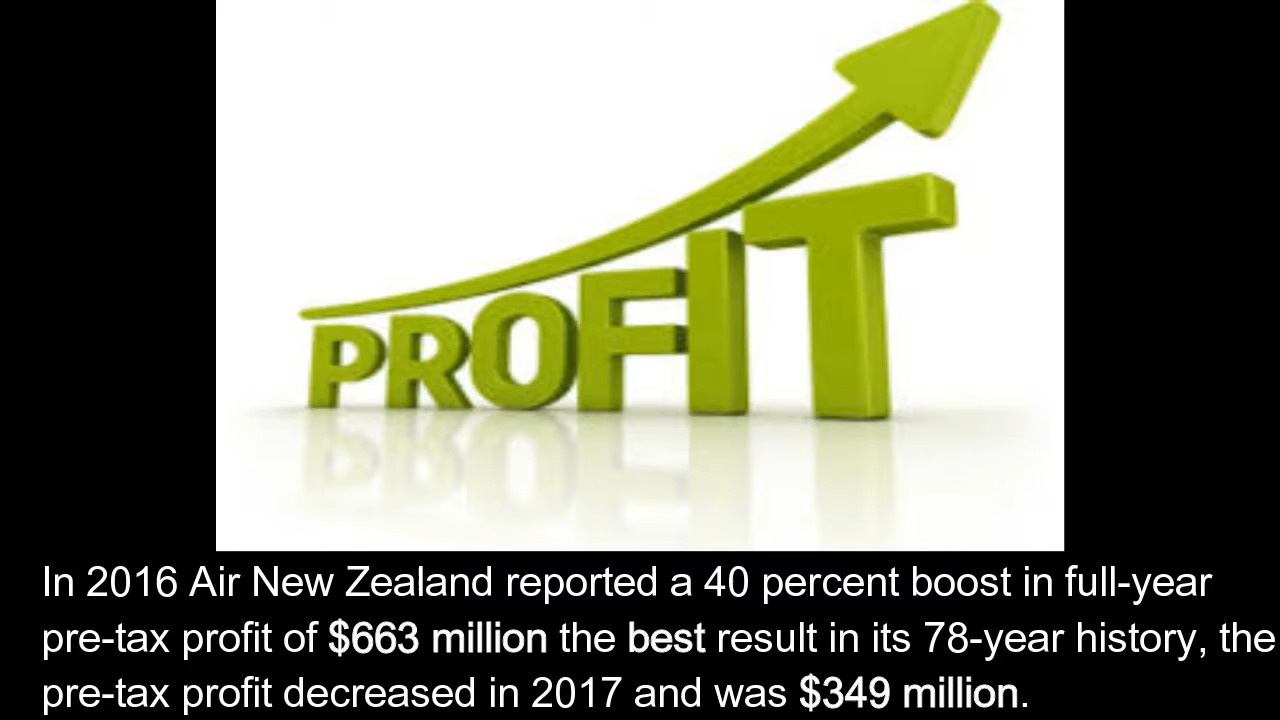 PROFIT
In 2016 Air New Zealand reported a 40 percent boost in full-year
pre-tax profit of $663 million the best result in its 78-year history, the
pre-tax profit decreased in 2017 and was $349 million.